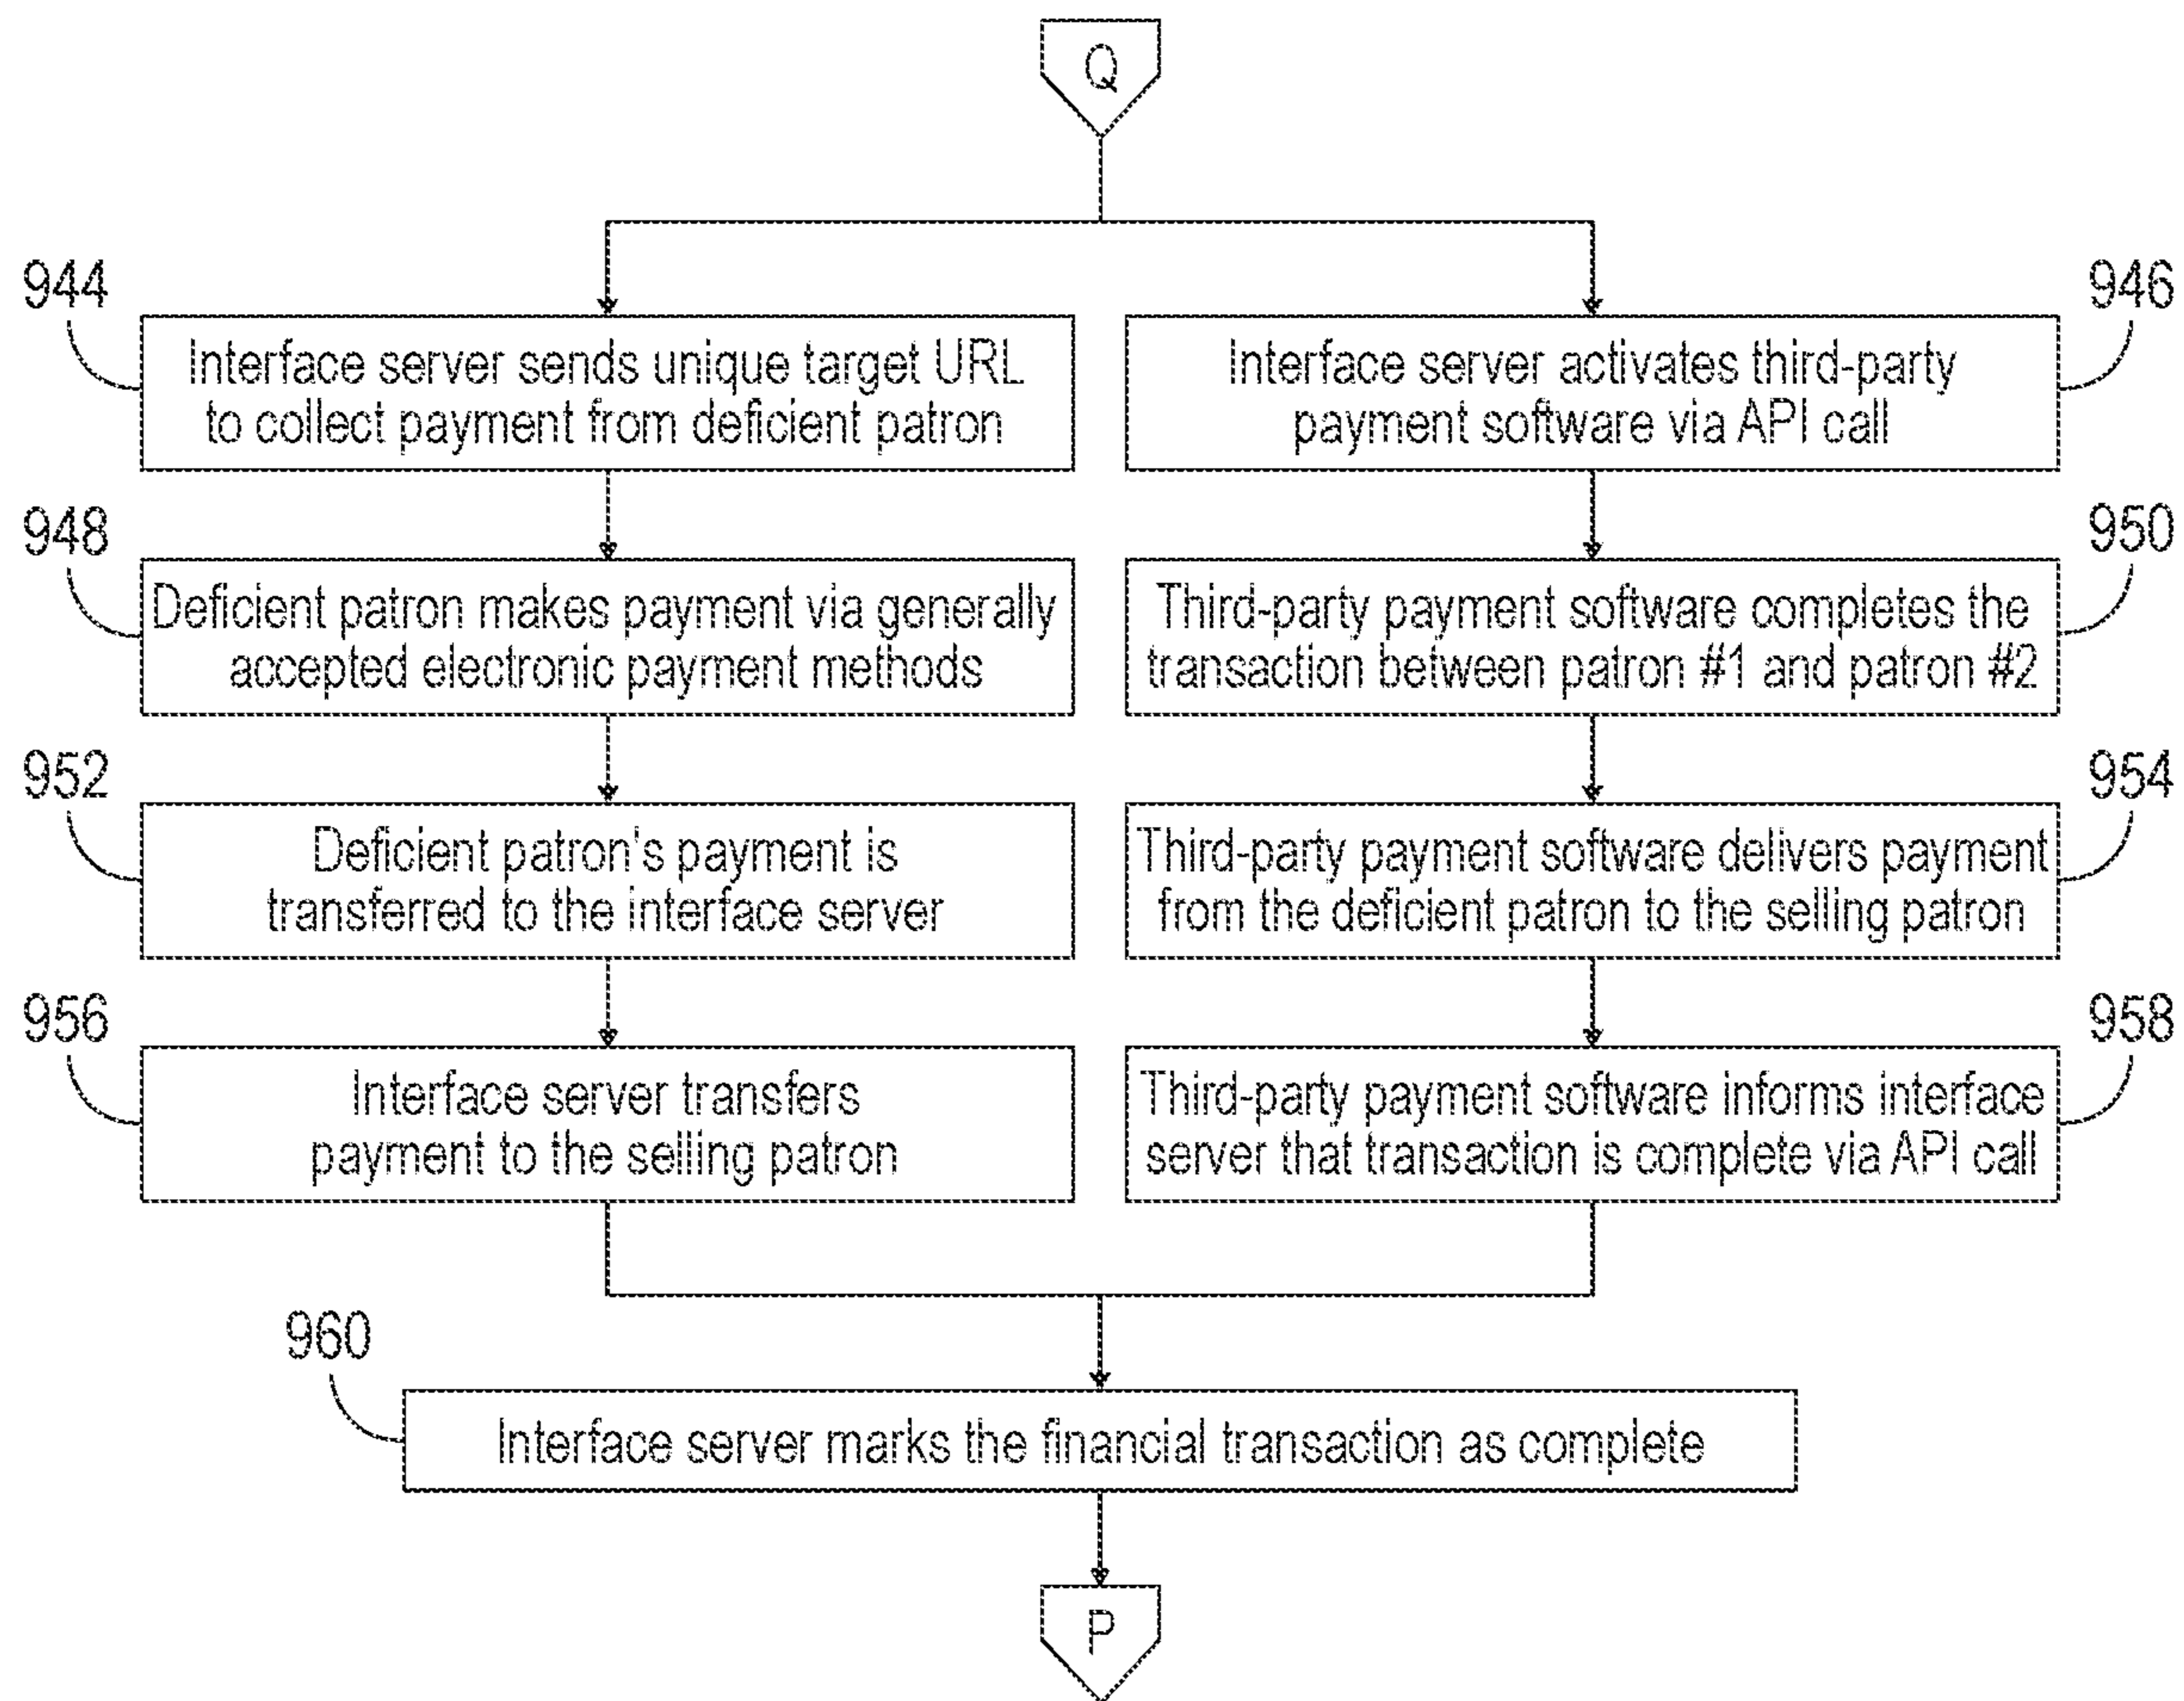 Q
944
Interface server sends unique target URL
to collect payment from deficient patron
946
Interface server activates third-party
payment software via API call
948
Deficient patron makes payment via generally
accepted electronic payment methods
950
Third-party payment software completes the
transaction between patron #1 and patron #2
952
Deficient patron's payment is
transferred to the interface server
954
Third-party payment software delivers payment
from the deficient patron to the selling patron
956
Interface server transfers
payment to the selling patron
958
Third-party payment software informs interface
server that transaction is complete via API call
960
Interface server marks the financial transaction as complete
P